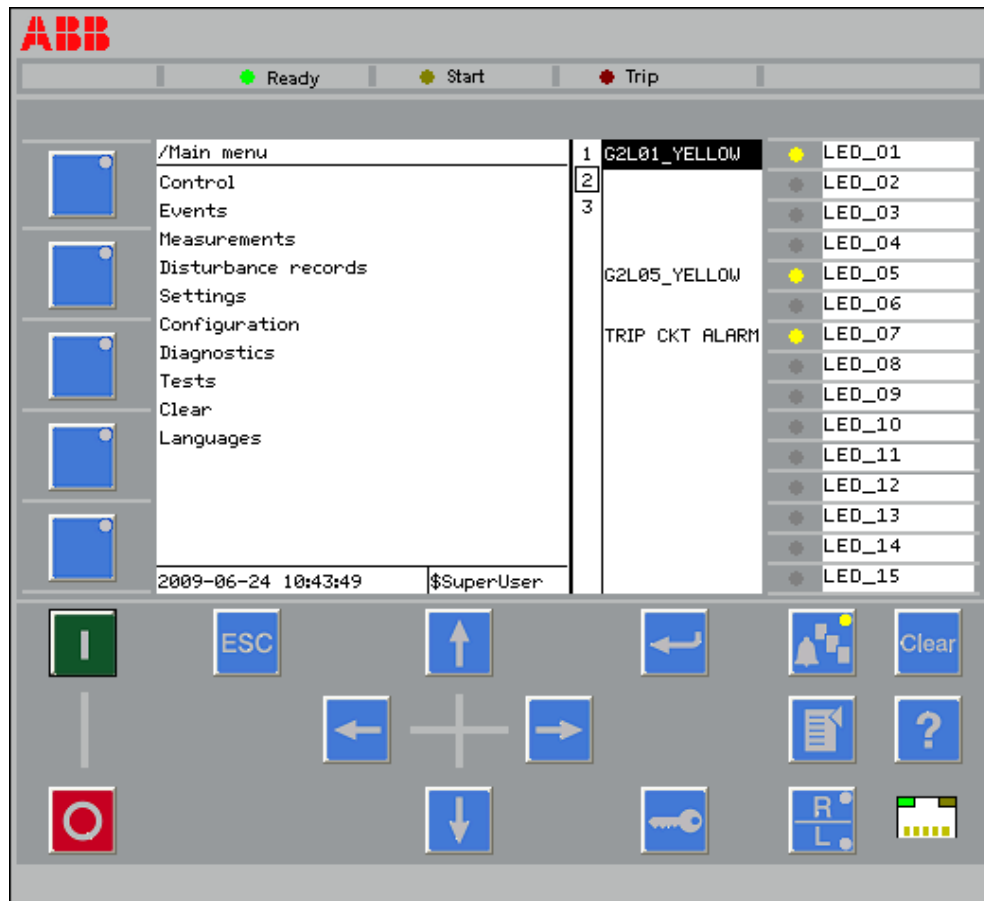 ABB
Ready
Start
Trip
/Main menu
Control
Events
Measurements
Disturbance records
Settings
Configuration
Diagnostics
Tests
Clear
Languages
2009-06-24 10:43:49
$SuperUser
1
2
3
G2L01_YELLOW
G2L05_YELLOW
TRIP CKT ALARM
LED_01
LED_02
LED_03
LED_04
LED_05
LED_06
LED_07
LED_08
LED_09
LED_10
LED_11
LED_12
LED_13
LED_14
LED_15
I
ESC
Clear
?
O
R
L